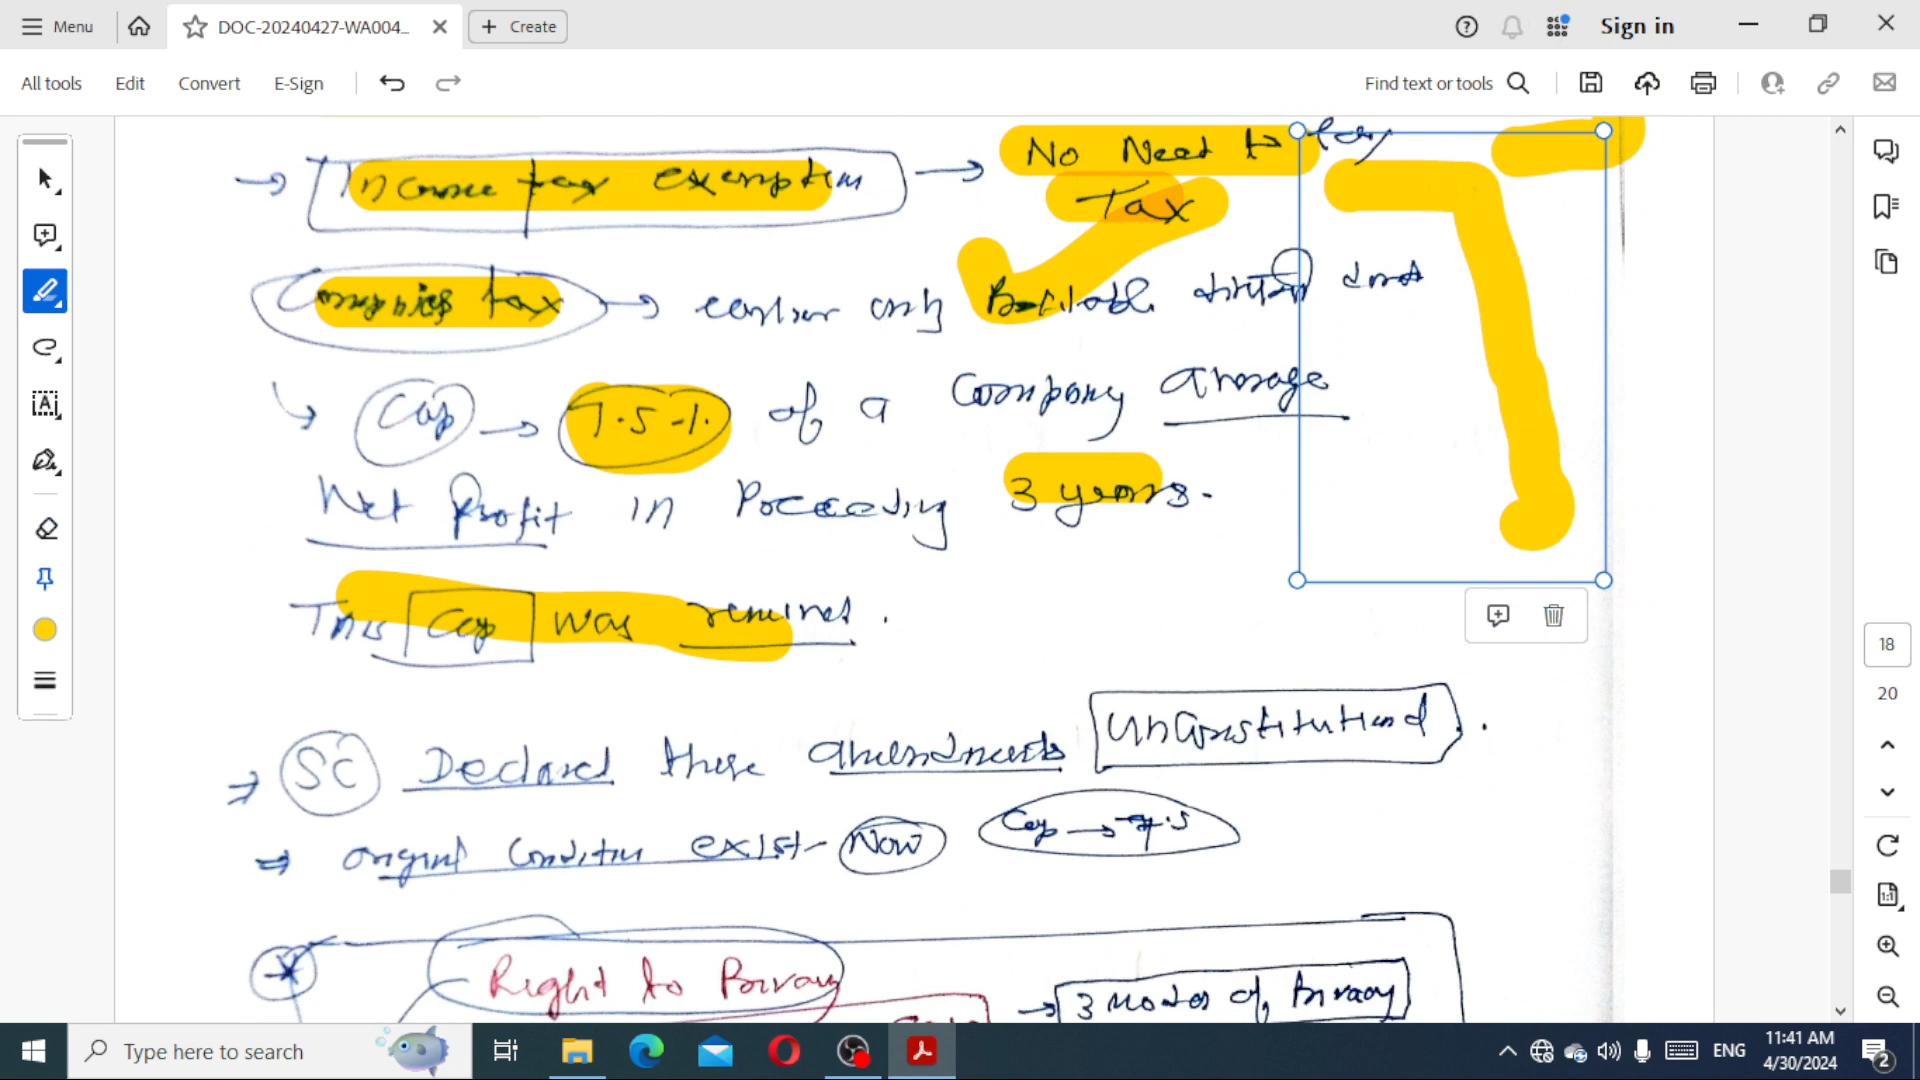 Menu DOC-20240427-WA004... Create Sign in
All tools Edit Convert E-Sign Find text or tools
→ Income tax exemption → No Need to Pay
Tax
Companies tax → earlier only
Cap → 7.5 % of a Company average
Net Profit in Preceeding 3 years.
This Cap was removed.
⇒ SC Declared these amendments Unconstitutional.
⇒ original Condition exist Now Cap → 7.5
Right to Privacy → 3 Modes of Privacy
18
20
Type here to search
ENG
11:41 AM
4/30/2024
2